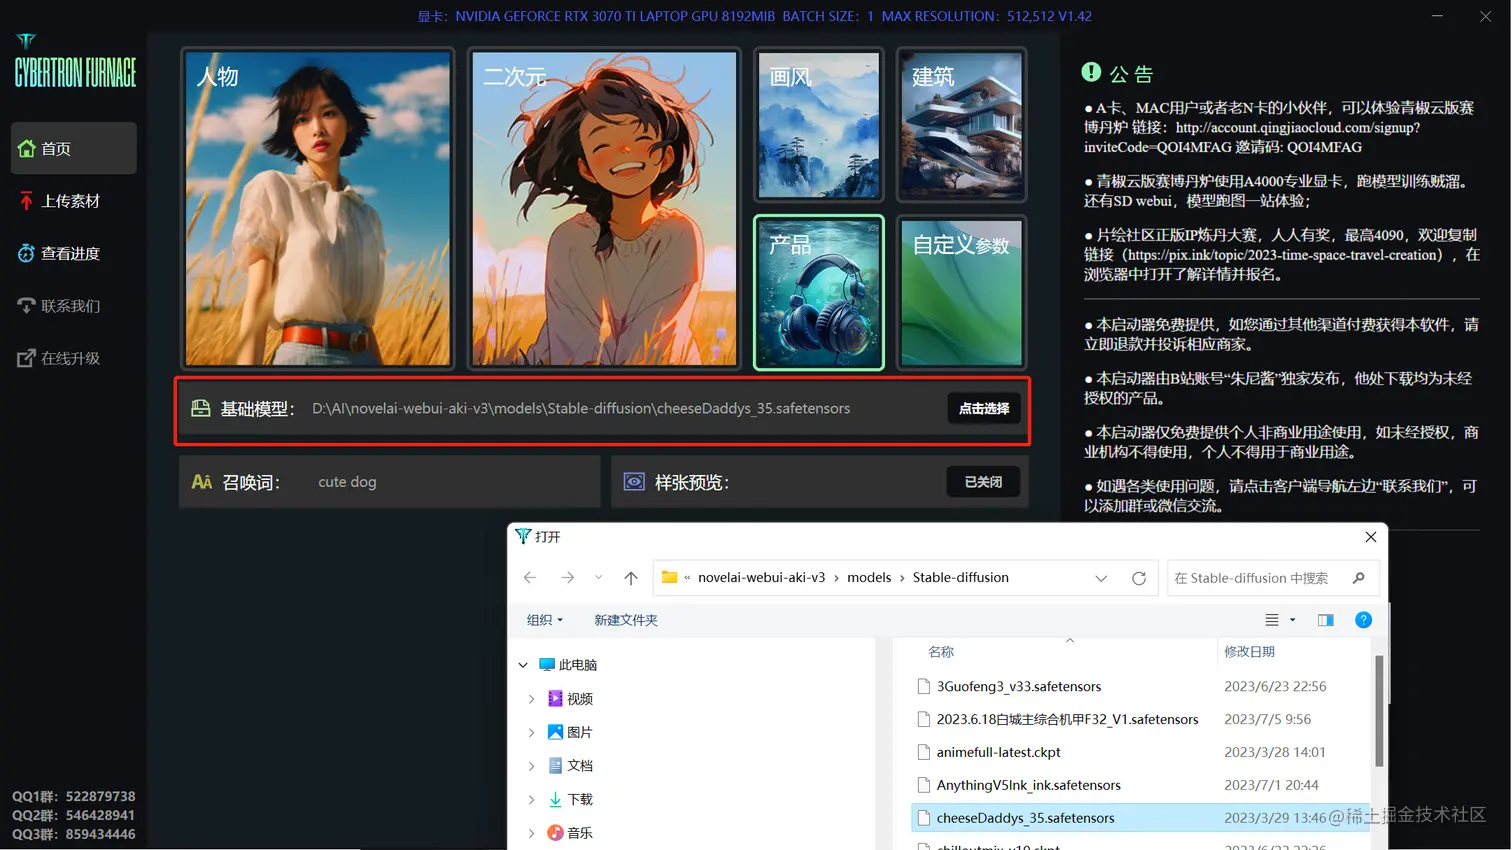 显卡：NVIDIA GEFORCE RTX 3070 TI LAPTOP GPU 8192MIB BATCH SIZE：1 MAX RESOLUTION：512,512 V1.42
CYBERTRON FURNACE
首页
上传素材
查看进度
联系我们
在线升级
QQ1群：522879738
QQ2群：546428941
QQ3群：859434446
人物
二次元
画风
建筑
产品
自定义参数
基础模型：
D:\AI\novelai-webui-aki-v3\models\Stable-diffusion\cheeseDaddys_35.safetensors
点击选择
召唤词：
cute dog
样张预览：
已关闭
公告
● A卡、MAC用户或者老N卡的小伙伴，可以体验青椒云版赛
博丹炉 链接：http://account.qingjiaocloud.com/signup?
inviteCode=QOI4MFAG 邀请码: QOI4MFAG
● 青椒云版赛博丹炉使用A4000专业显卡，跑模型训练贼溜。
还有SD webui，模型跑图一站体验；
● 片绘社区正版IP炼丹大赛，人人有奖，最高4090，欢迎复制
链接（https://pix.ink/topic/2023-time-space-travel-creation），在
浏览器中打开了解详情并报名。
● 本启动器免费提供，如您通过其他渠道付费获得本软件，请
立即退款并投诉相应商家。
● 本启动器由B站账号“朱尼酱”独家发布，他处下载均为未经
授权的产品。
● 本启动器仅免费提供个人非商业用途使用，如未经授权，商
业机构不得使用，个人不得用于商业用途。
● 如遇各类使用问题，请点击客户端导航左边“联系我们”，可
以添加群或微信交流。
打开
« novelai-webui-aki-v3 › models › Stable-diffusion
在 Stable-diffusion 中搜索
组织
新建文件夹
此电脑
视频
图片
文档
下载
音乐
名称
修改日期
3Guofeng3_v33.safetensors
2023/6/23 22:56
2023.6.18白城主综合机甲F32_V1.safetensors
2023/7/5 9:56
animefull-latest.ckpt
2023/3/28 14:01
AnythingV5Ink_ink.safetensors
2023/7/1 20:44
cheeseDaddys_35.safetensors
2023/3/29 13:46
@稀土掘金技术社区